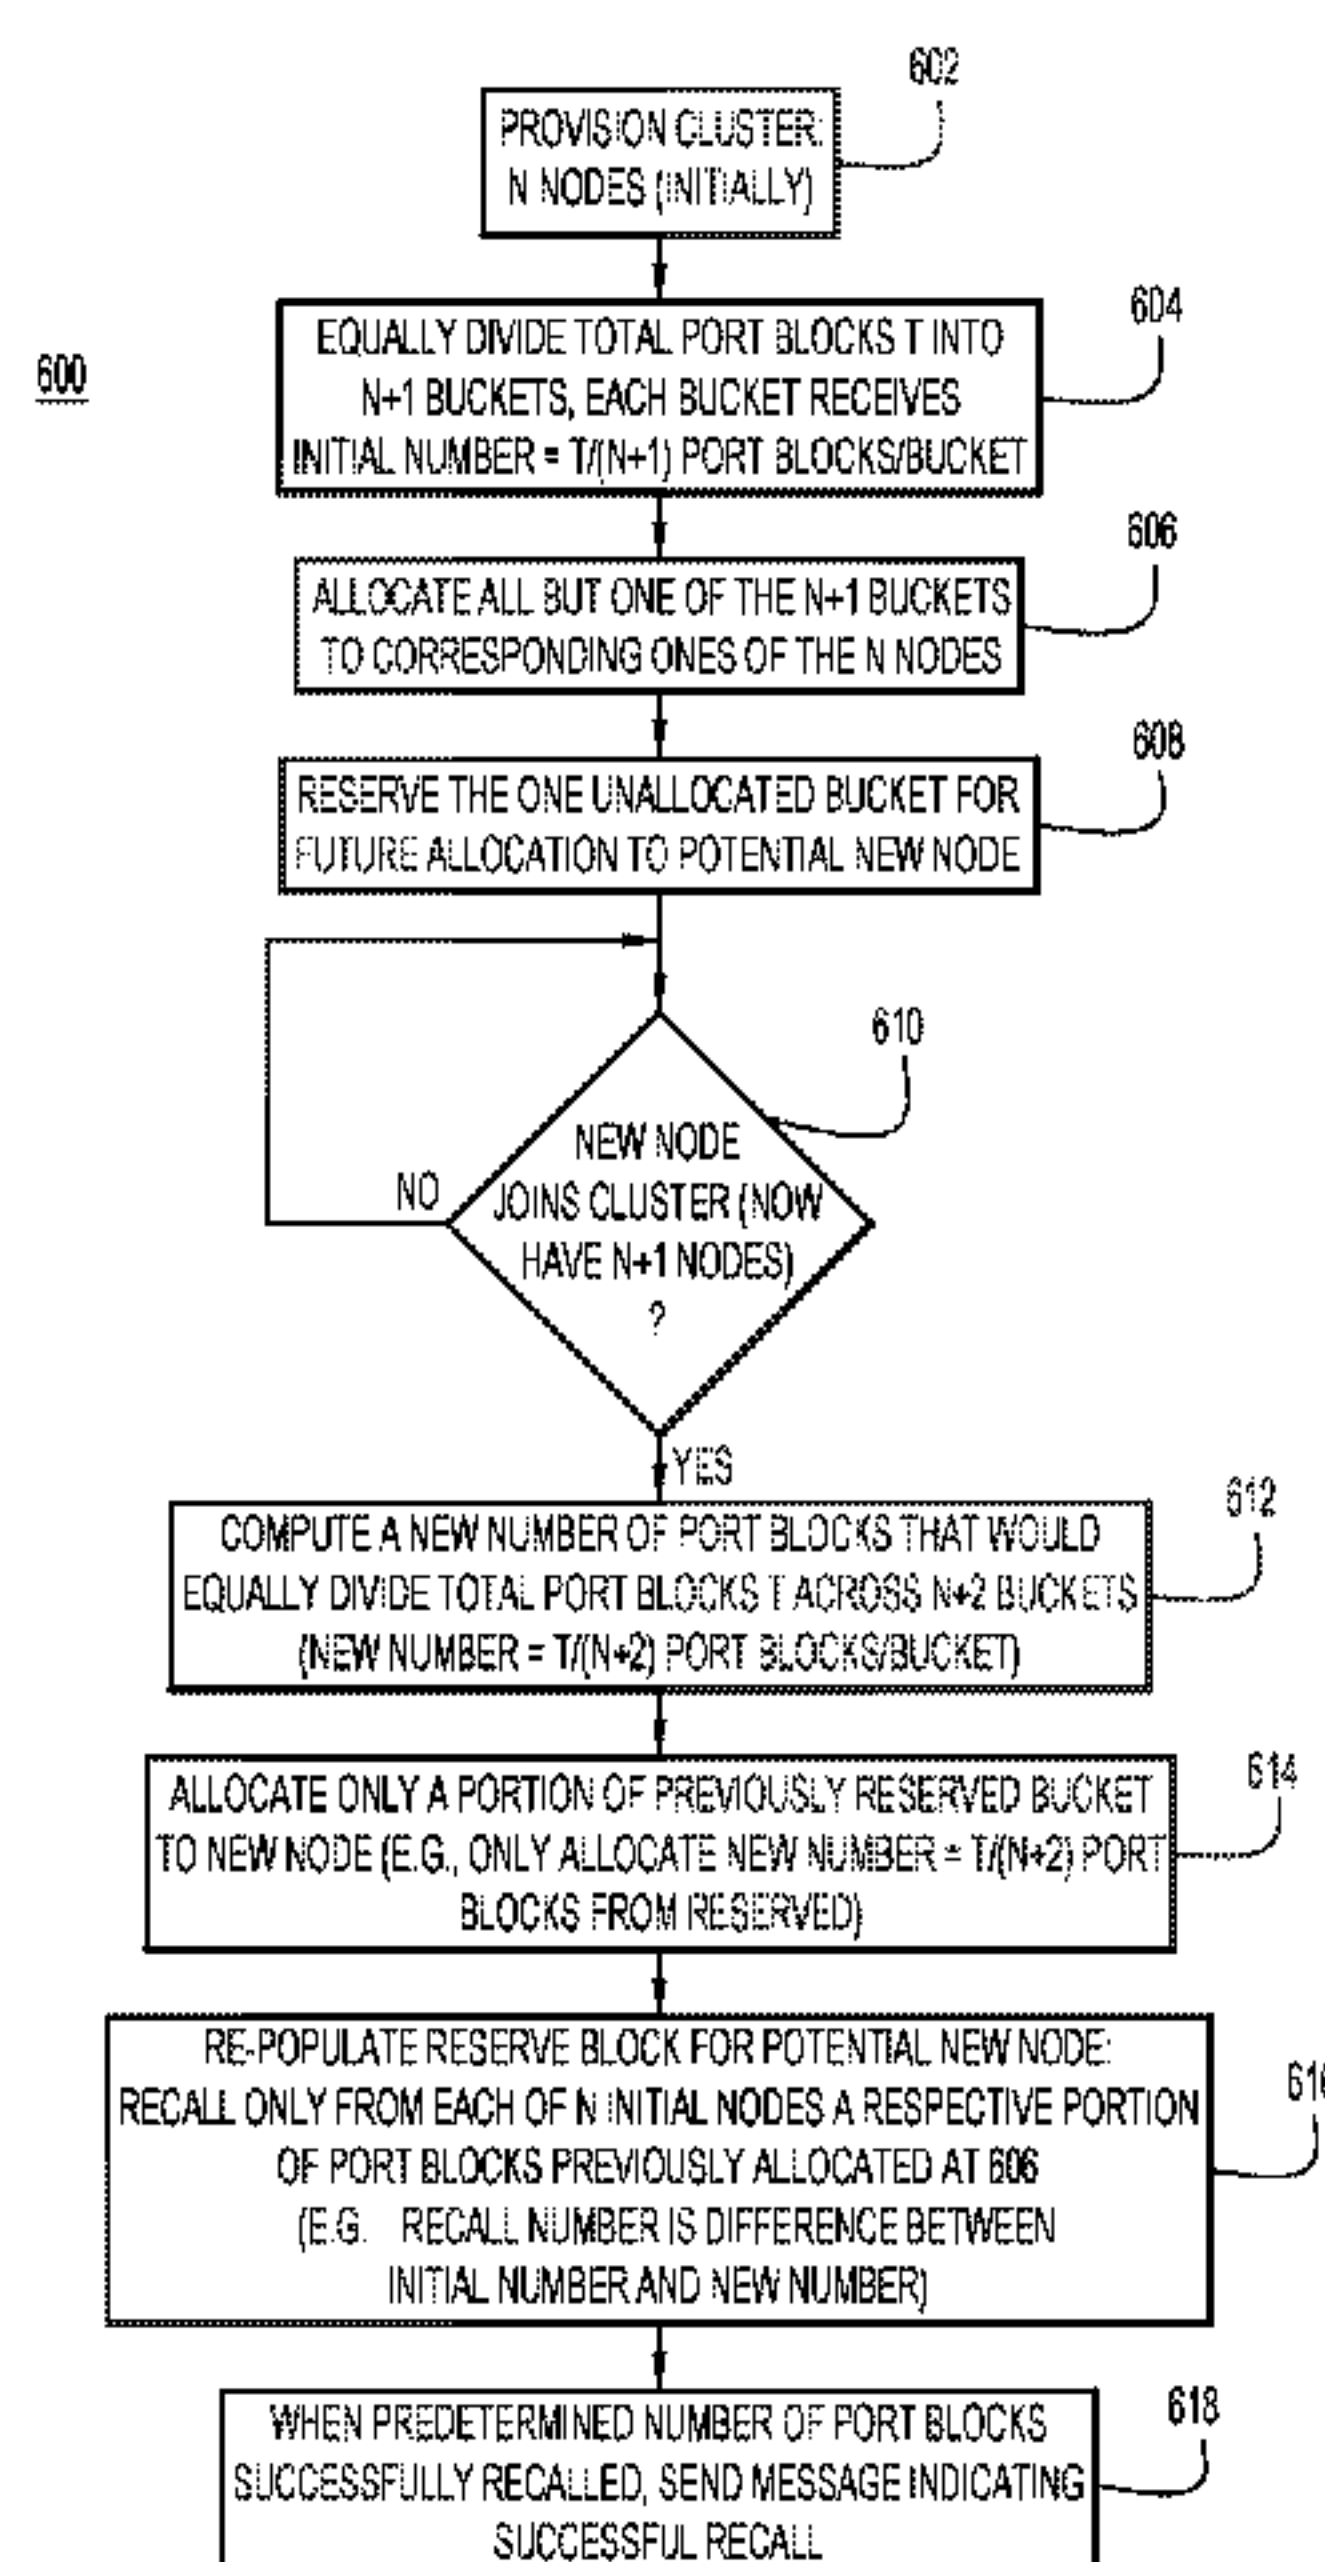 602
PROVISION CLUSTER:
N NODES (INITIALLY)
604
600
EQUALLY DIVIDE TOTAL PORT BLOCKS T INTO
N+1 BUCKETS, EACH BUCKET RECEIVES
INITIAL NUMBER = T/(N+1) PORT BLOCKS/BUCKET
606
ALLOCATE ALL BUT ONE OF THE N+1 BUCKETS
TO CORRESPONDING ONES OF THE N NODES
608
RESERVE THE ONE UNALLOCATED BUCKET FOR
FUTURE ALLOCATION TO POTENTIAL NEW NODE
610
NEW NODE
JOINS CLUSTER (NOW
HAVE N+1 NODES)
?
NO
YES
612
COMPUTE A NEW NUMBER OF PORT BLOCKS THAT WOULD
EQUALLY DIVIDE TOTAL PORT BLOCKS T ACROSS N+2 BUCKETS
(NEW NUMBER = T/(N+2) PORT BLOCKS/BUCKET)
614
ALLOCATE ONLY A PORTION OF PREVIOUSLY RESERVED BUCKET
TO NEW NODE (E.G., ONLY ALLOCATE NEW NUMBER = T/(N+2) PORT
BLOCKS FROM RESERVED)
616
RE-POPULATE RESERVE BLOCK FOR POTENTIAL NEW NODE:
RECALL ONLY FROM EACH OF N INITIAL NODES A RESPECTIVE PORTION
OF PORT BLOCKS PREVIOUSLY ALLOCATED AT 606
(E.G. RECALL NUMBER IS DIFFERENCE BETWEEN
INITIAL NUMBER AND NEW NUMBER)
618
WHEN PREDETERMINED NUMBER OF PORT BLOCKS
SUCCESSFULLY RECALLED, SEND MESSAGE INDICATING
SUCCESSFUL RECALL